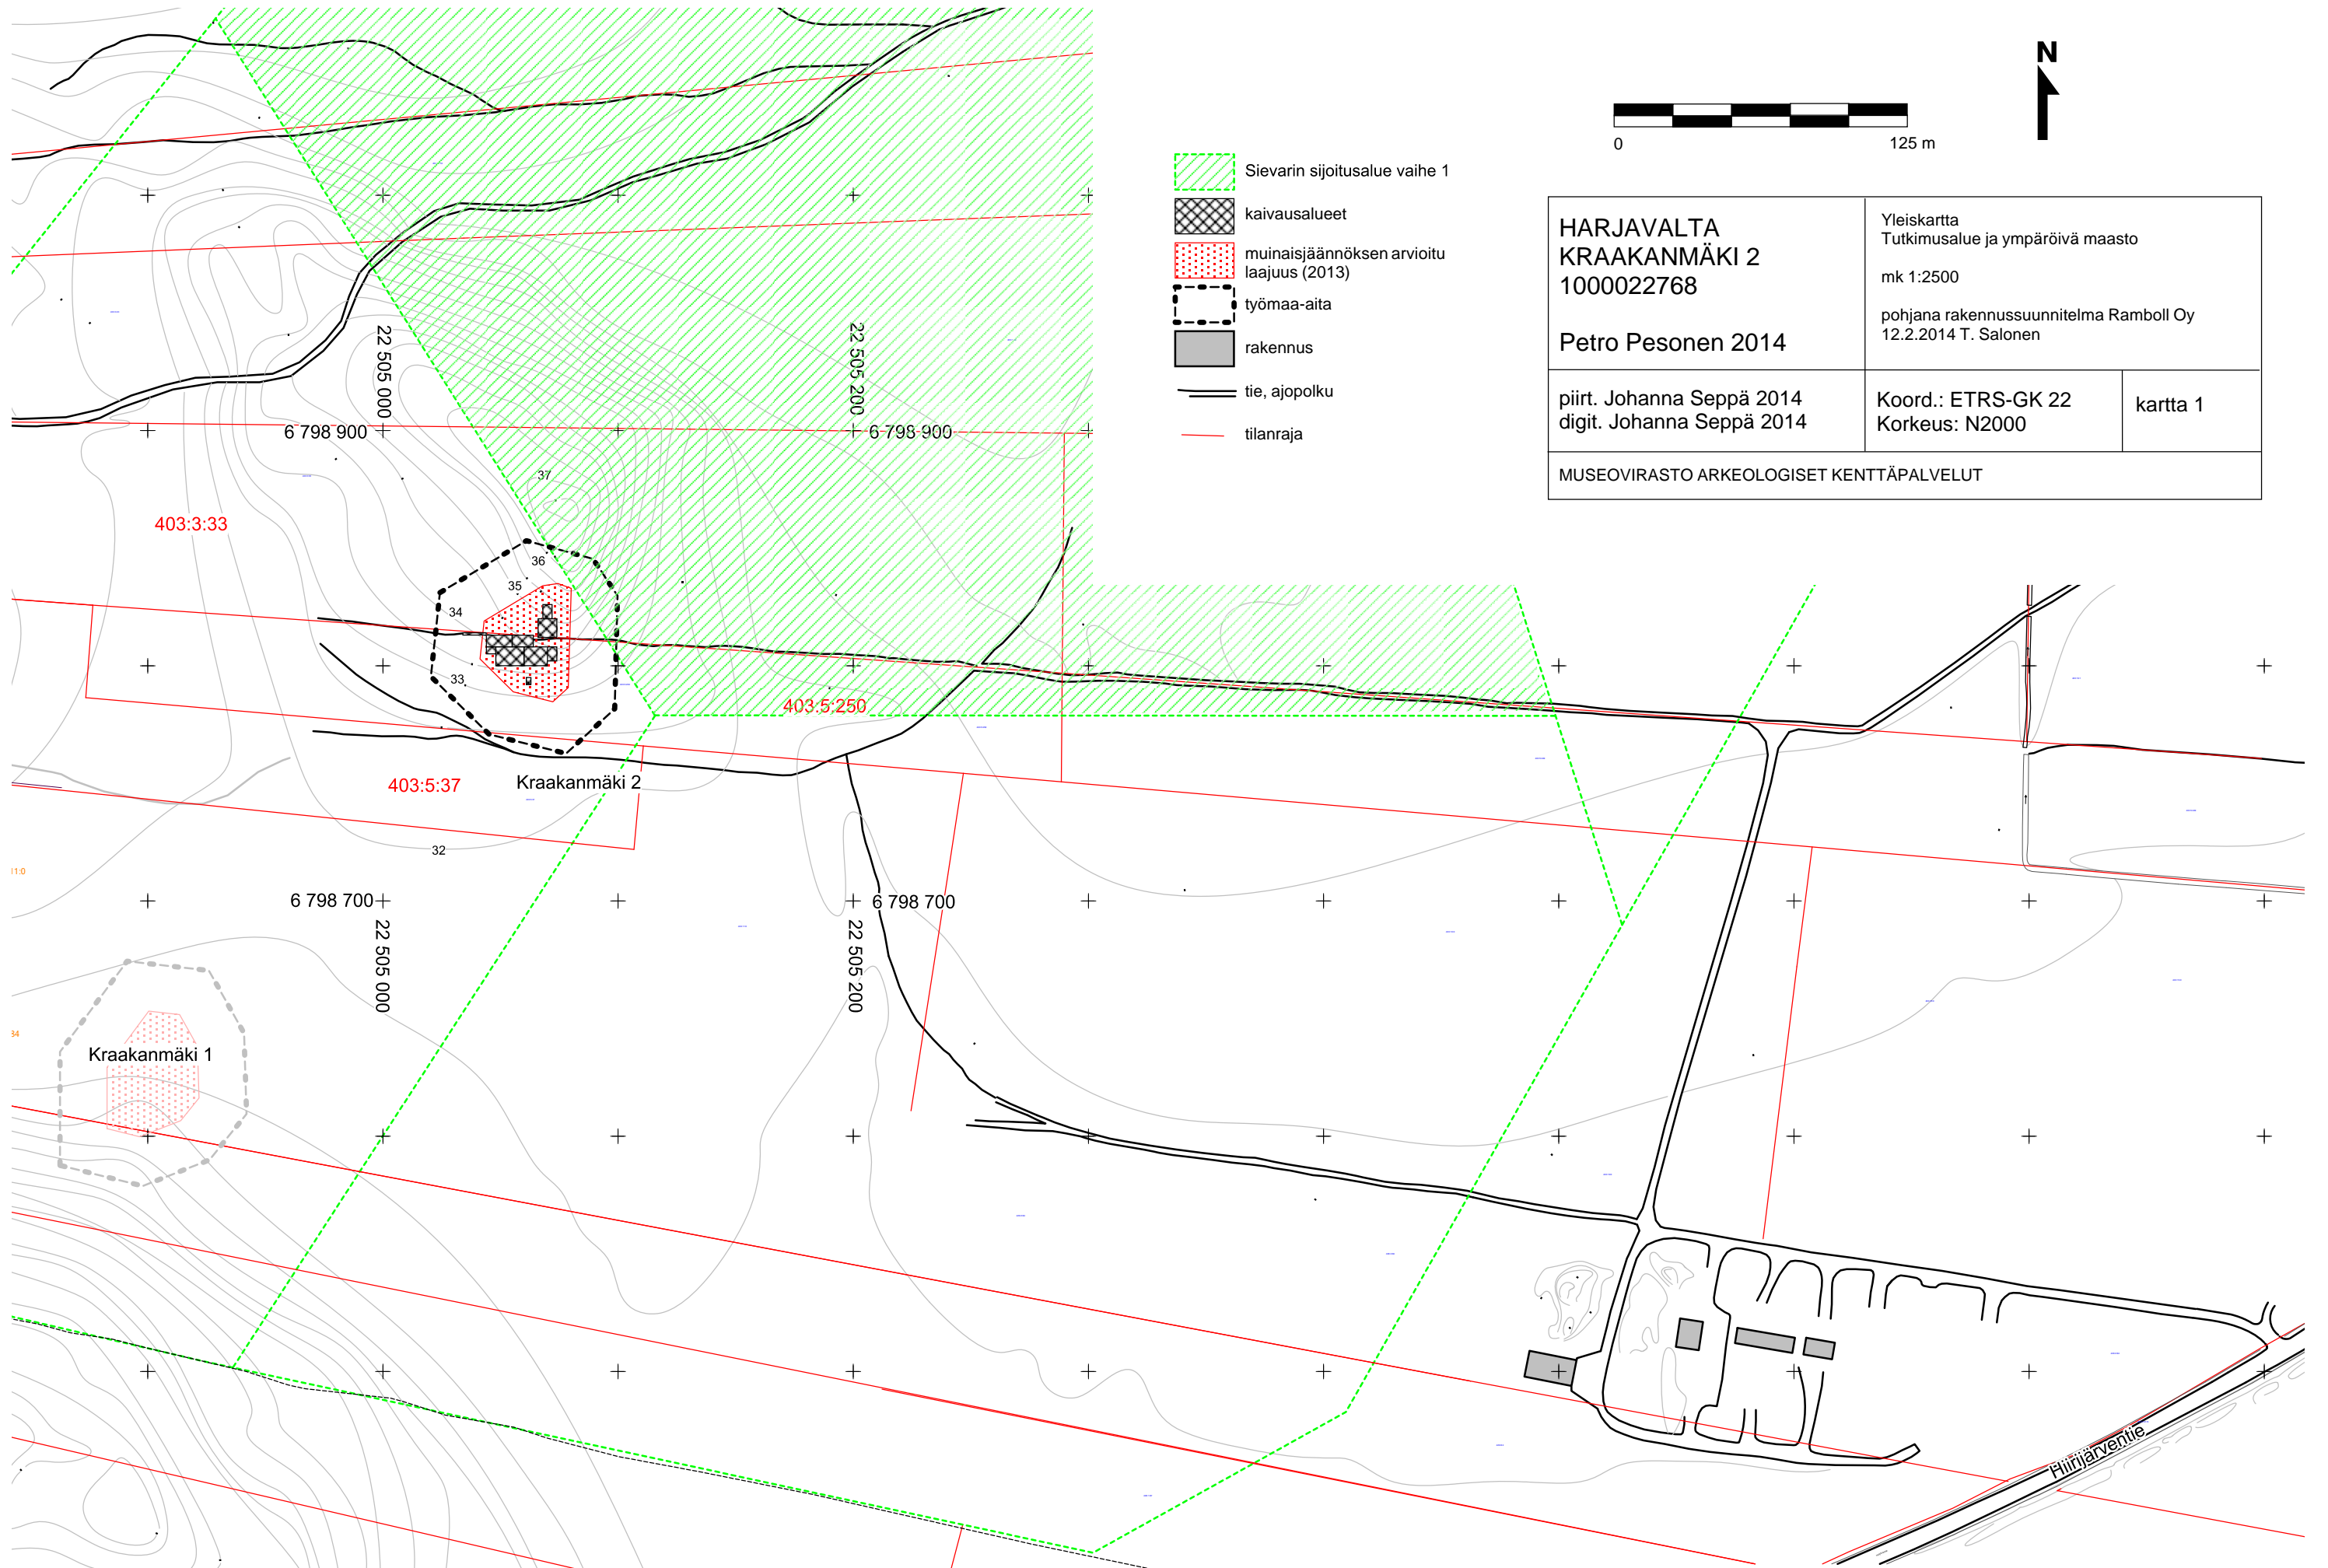 N
0
125 m
Sievarin sijoitusalue vaihe 1
kaivausalueet
muinaisjäännöksen arvioitu
laajuus (2013)
työmaa-aita
rakennus
tie, ajopolku
tilanraja
HARJAVALTA
KRAAKANMÄKI 2
1000022768
Petro Pesonen 2014
Yleiskartta
Tutkimusalue ja ympäröivä maasto
mk 1:2500
pohjana rakennussuunnitelma Ramboll Oy
12.2.2014 T. Salonen
piirt. Johanna Seppä 2014
digit. Johanna Seppä 2014
Koord.: ETRS-GK 22
Korkeus: N2000
kartta 1
MUSEOVIRASTO ARKEOLOGISET KENTTÄPALVELUT
22 505 000
22 505 200
6 798 900
6 798 900
37
403:3:33
36
35
34
33
403:5:250
403:5:37
Kraakanmäki 2
32
11:0
6 798 700
6 798 700
22 505 000
22 505 200
84
Kraakanmäki 1
Hiirijärventie